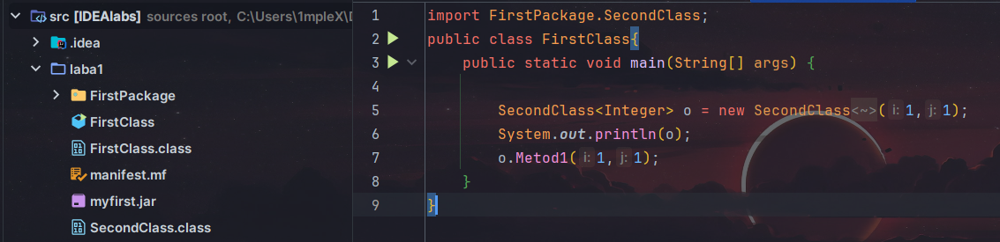 src [IDEAlabs] sources root, C:\Users\1mpleX\
.idea
laba1
FirstPackage
FirstClass
FirstClass.class
manifest.mf
myfirst.jar
SecondClass.class
1 import FirstPackage.SecondClass;
2 public class FirstClass{
3 public static void main(String[] args) {
4
5 SecondClass<Integer> o = new SecondClass<~>(i:1,j:1);
6 System.out.println(o);
7 o.Metod1(i:1,j:1);
8 }
9 }